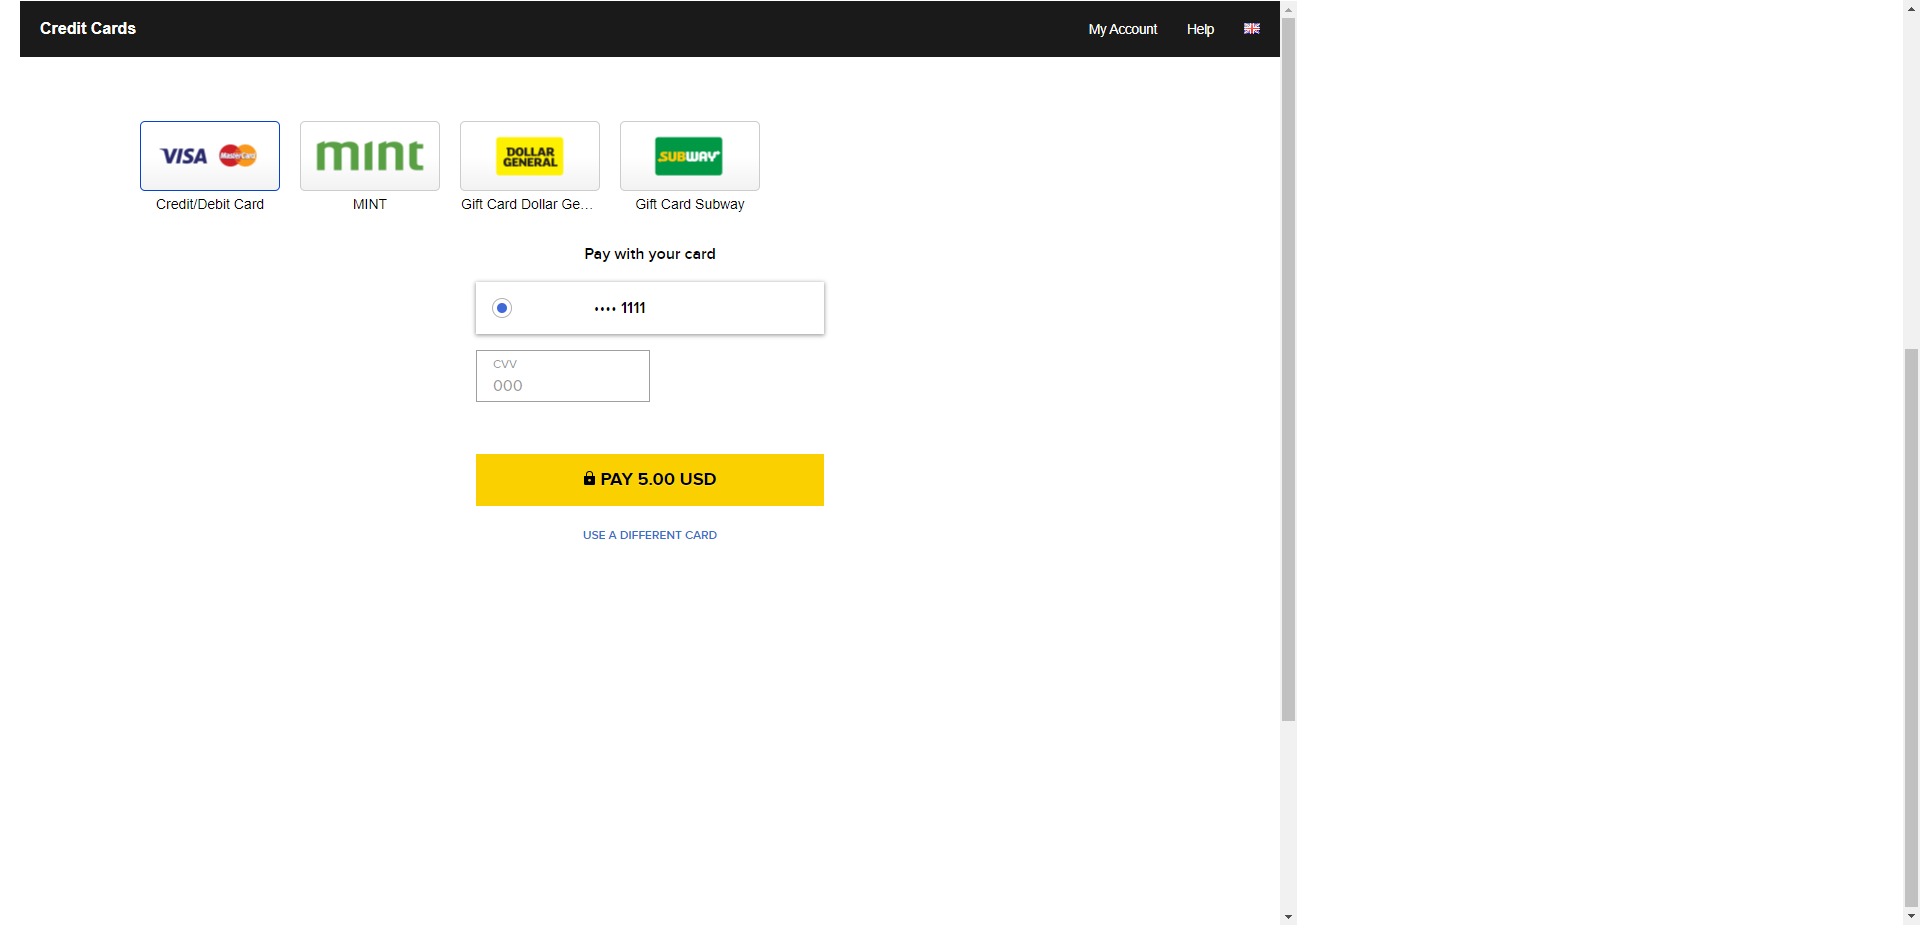 Credit Cards
My Account Help
VISA MasterCard
mint
DOLLAR
GENERAL
SUBWAY
Credit/Debit Card
MINT
Gift Card Dollar Ge...
Gift Card Subway
Pay with your card
•••• 1111
CVV
000
PAY 5.00 USD
USE A DIFFERENT CARD